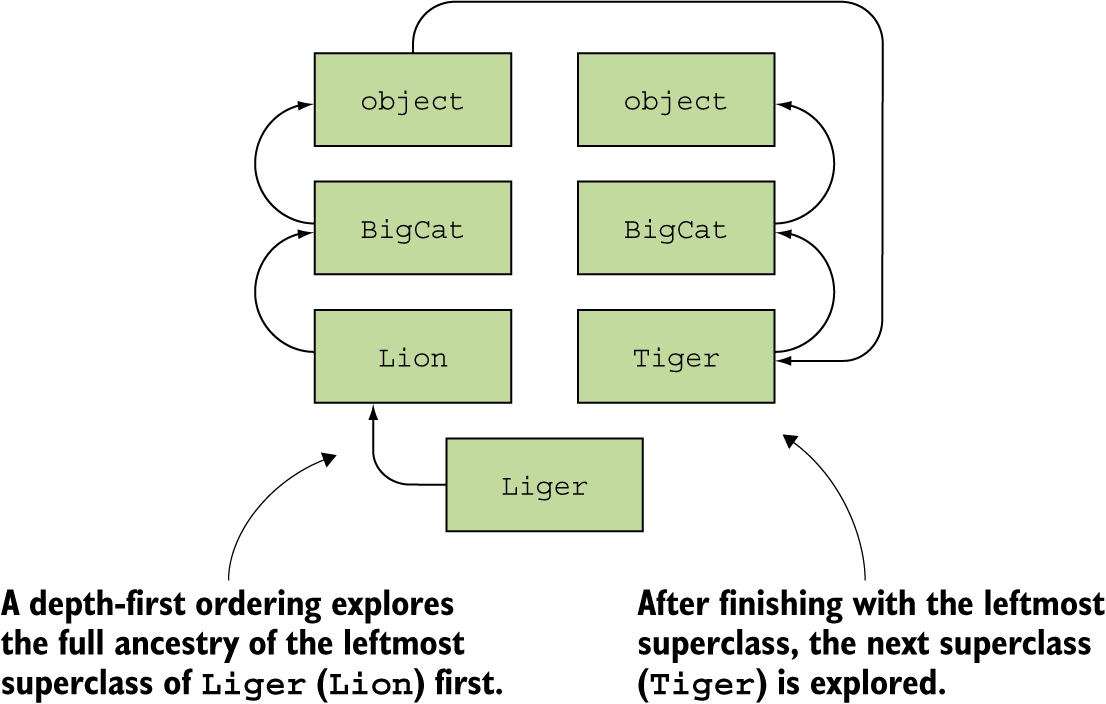 object
object
BigCat
BigCat
Lion
Tiger
Liger
A depth-first ordering explores
the full ancestry of the leftmost
superclass of Liger (Lion) first.
After finishing with the leftmost
superclass, the next superclass
(Tiger) is explored.